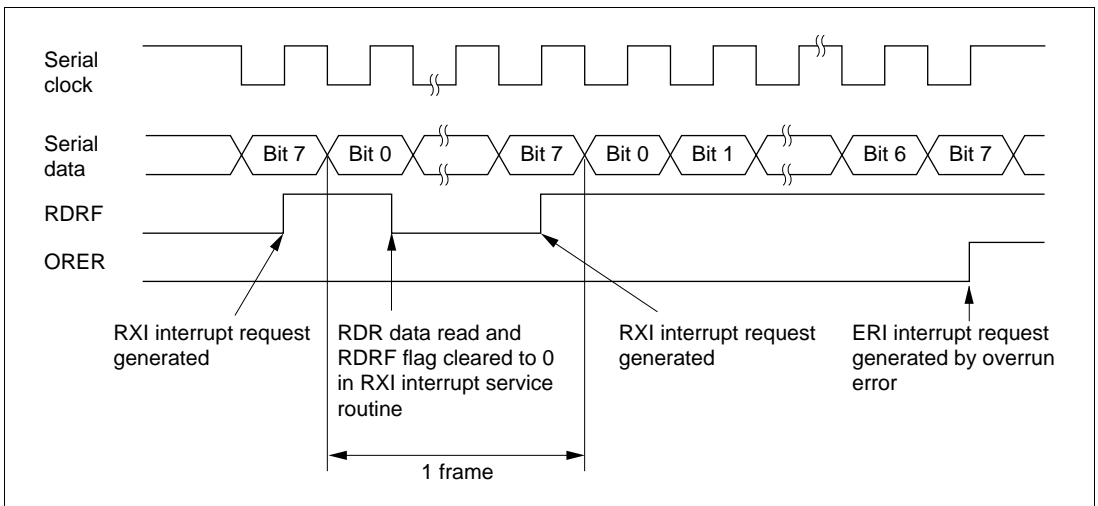 Serial
clock
Serial
data
Bit 7
Bit 0
Bit 7
Bit 0
Bit 1
Bit 6
Bit 7
RDRF
ORER
RXI interrupt request
generated
RDR data read and
RDRF flag cleared to 0
in RXI interrupt service
routine
RXI interrupt request
generated
ERI interrupt request
generated by overrun
error
1 frame